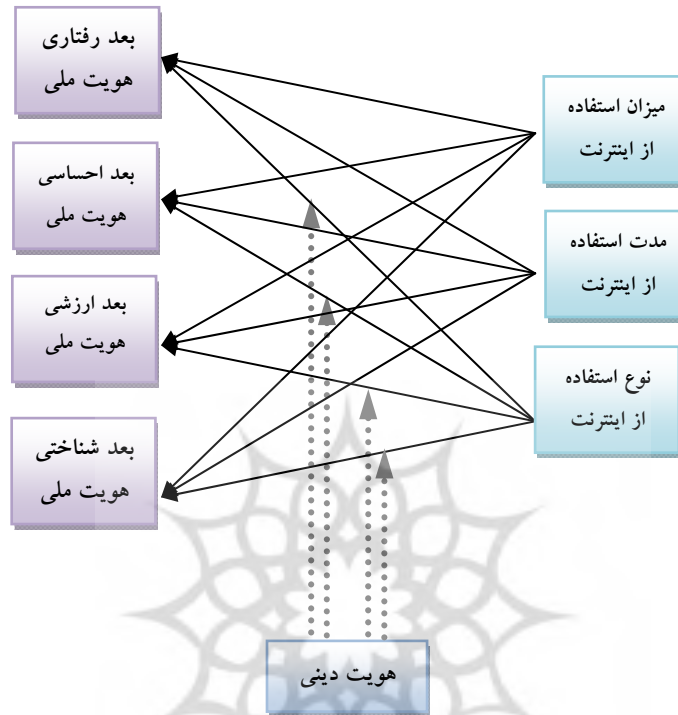 میزان استفاده
از اینترنت
مدت استفاده
از اینترنت
نوع استفاده
از اینترنت
بعد رفتاری
هویت ملی
بعد احساسی
هویت ملی
بعد ارزشی
هویت ملی
بعد شناختی
هویت ملی
هویت دینی